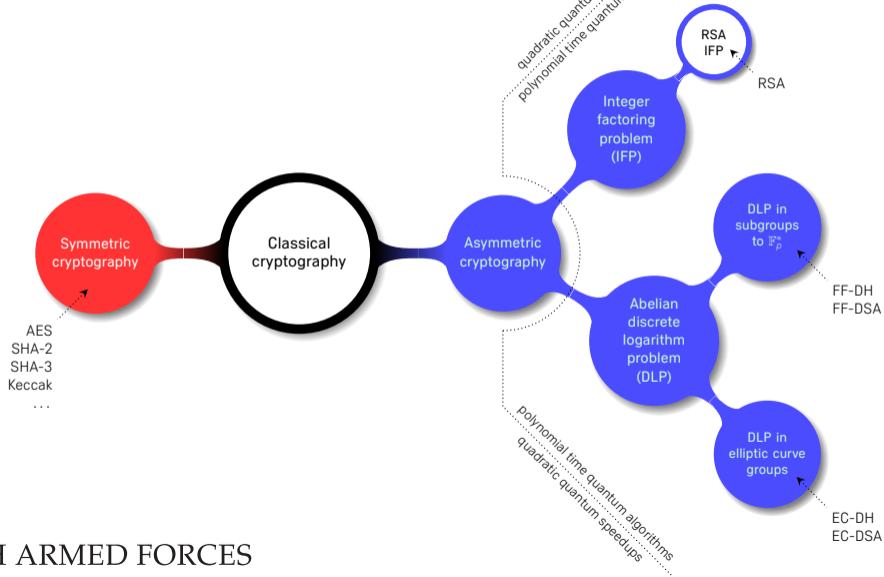 quadratic
polynomial time
RSA
IFP
RSA
Integer
factoring
problem
(IFP)
Symmetric
cryptography
Classical
cryptography
Asymmetric
cryptography
DLP in
subgroups
to 𝔽*ₚ
FF-DH
FF-DSA
AES
SHA-2
SHA-3
Keccak
...
Abelian
discrete
logarithm
problem
(DLP)
DLP in
elliptic curve
groups
EC-DH
EC-DSA
polynomial time quantum algorithms
quadratic quantum speedups
ARMED FORCES